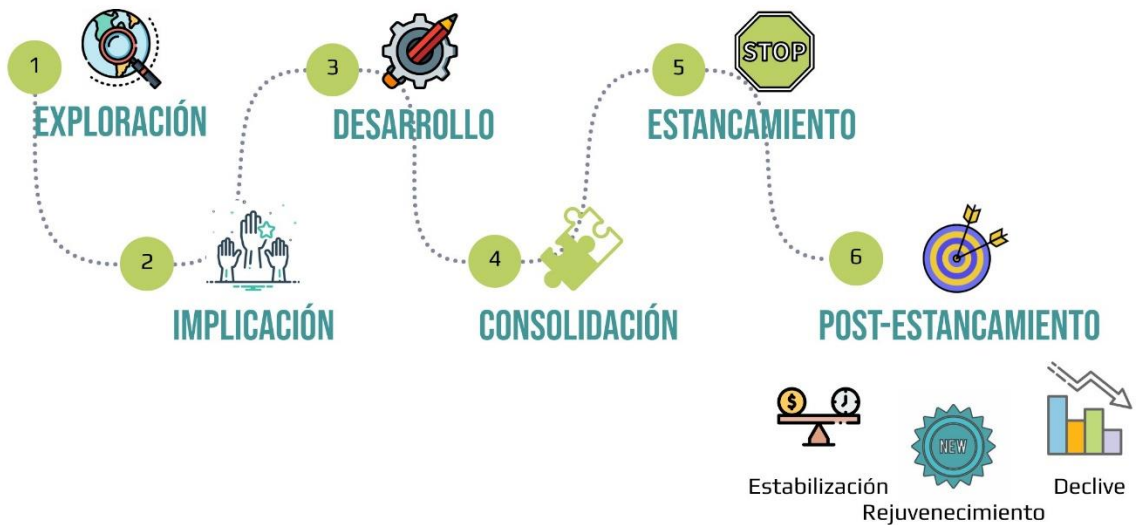 1
EXPLORACIÓN
2
IMPLICACIÓN
3
DESARROLLO
4
CONSOLIDACIÓN
5
STOP
ESTANCAMIENTO
6
POST-ESTANCAMIENTO
$
Estabilización
NEW
Rejuvenecimiento
Declive